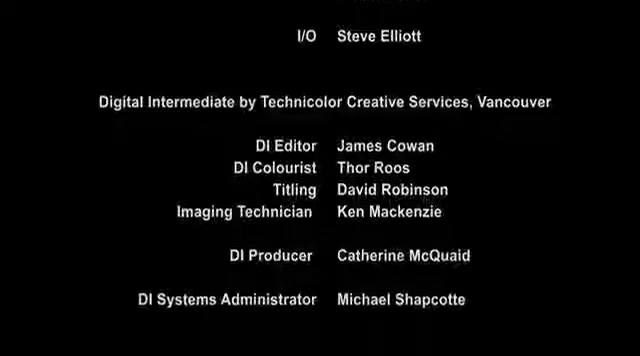 I/O Steve Elliott
Digital Intermediate by Technicolor Creative Services, Vancouver
DI Editor James Cowan
DI Colourist Thor Roos
Titling David Robinson
Imaging Technician Ken Mackenzie
DI Producer Catherine McQuaid
DI Systems Administrator Michael Shapcotte